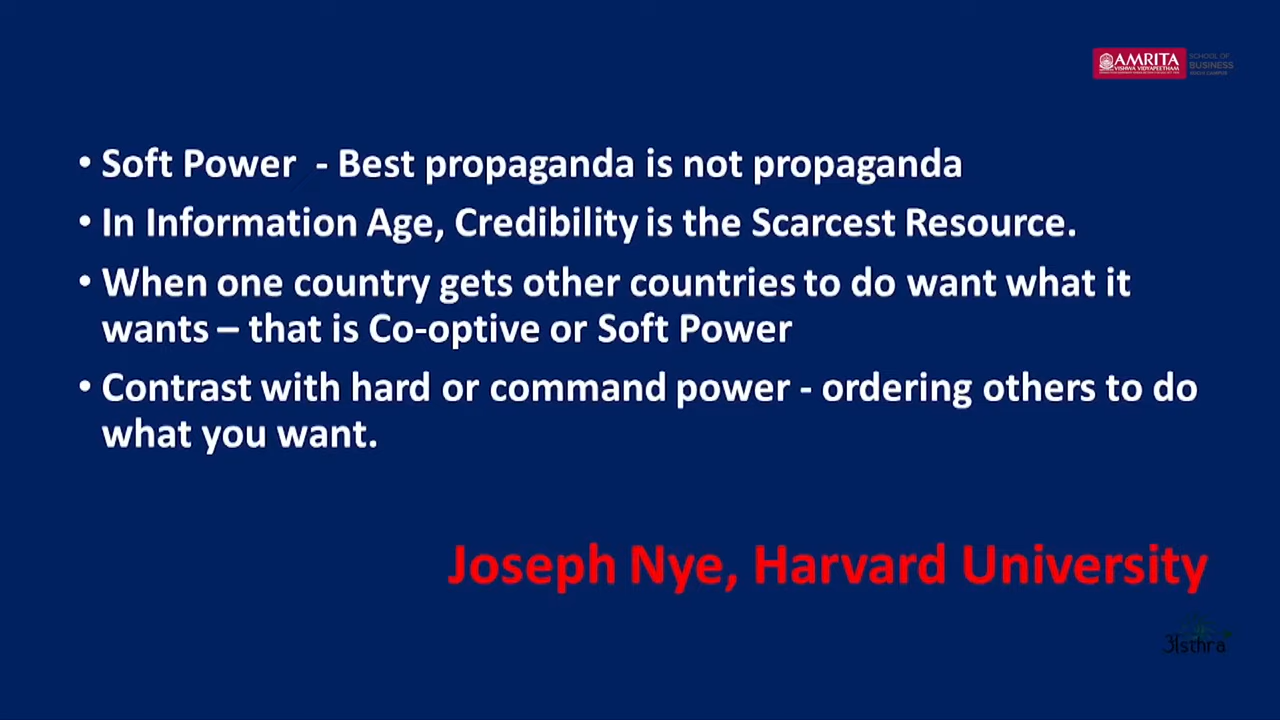 AMRITA
VISHWA VIDYAPEETHAM
SCHOOL OF
BUSINESS
• Soft Power - Best propaganda is not propaganda
• In Information Age, Credibility is the Scarcest Resource.
• When one country gets other countries to do want what it
wants – that is Co-optive or Soft Power
• Contrast with hard or command power - ordering others to do
what you want.
Joseph Nye, Harvard University
अsthra